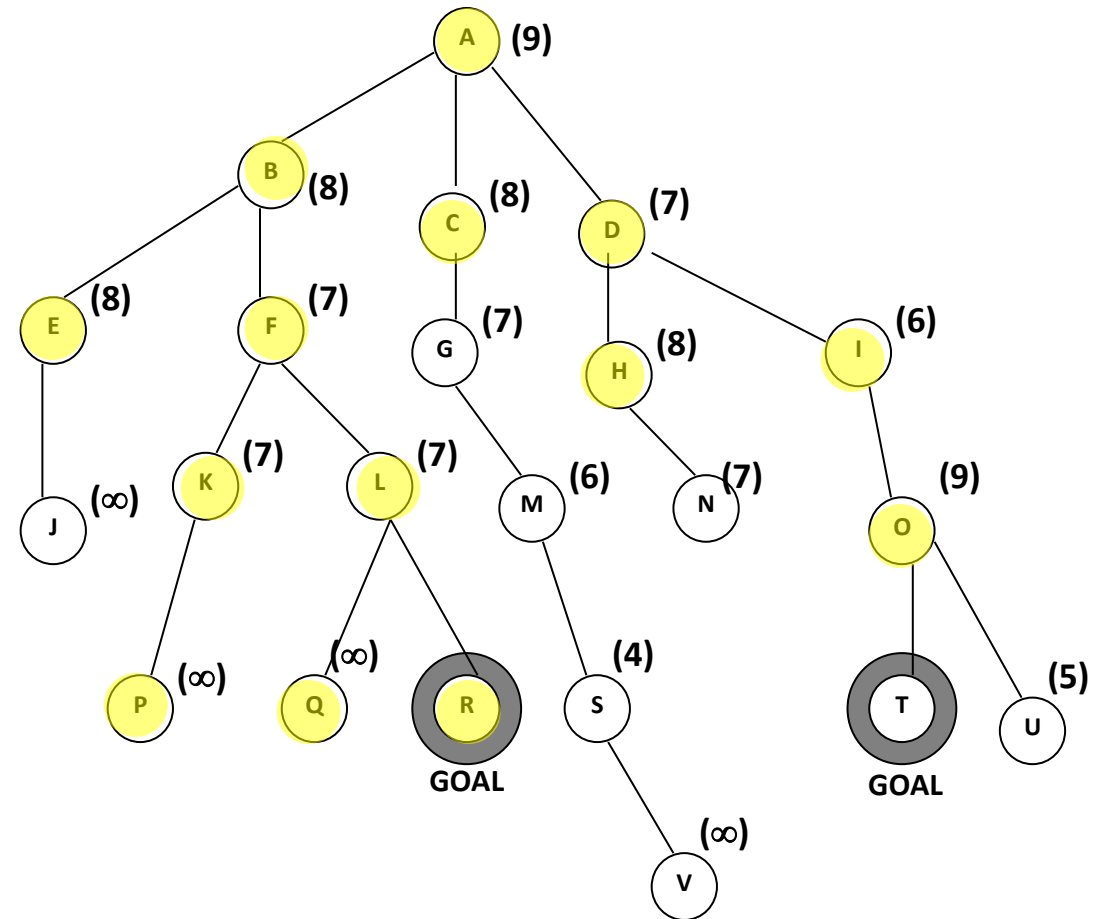 A (9)
B (8)
C (8)
D (7)
E (8)
F (7)
G (7)
H (8)
I (6)
J (∞)
K (7)
L (7)
M (6)
N (7)
O (9)
P (∞)
Q (∞)
R
GOAL
S (4)
T
GOAL
U (5)
V (∞)